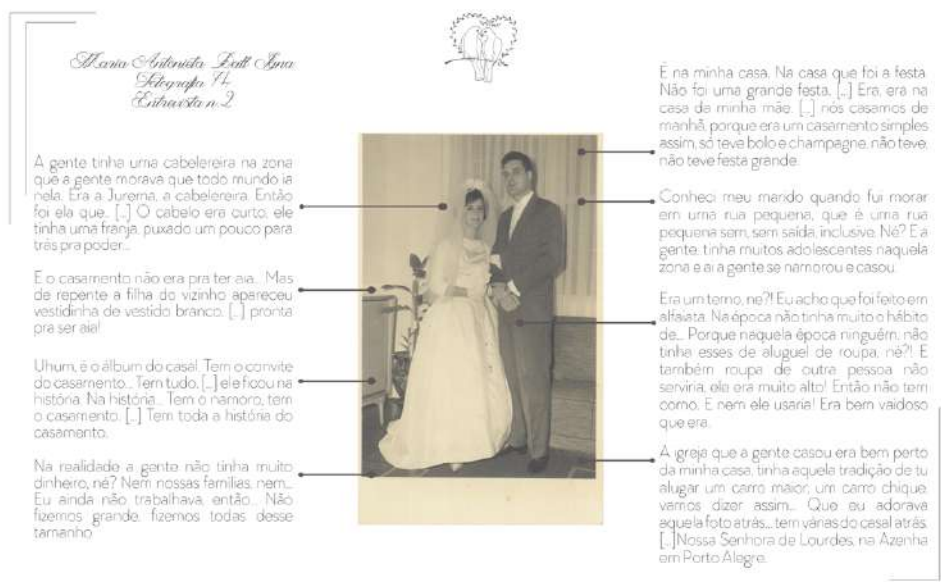 Maria Antonieta Dall' Igna
Fotografia 74
Entrevista n. 2
A gente tinha uma cabelereira na zona
que a gente morava que todo mundo ia
nela. Era a Jurema, a cabelereira. Então
foi ela que... [...] O cabelo era curto, ele
tinha uma franja, puxado um pouco para
trás pra poder...
E o casamento não era pra ter aia... Mas
de repente a filha do vizinho apareceu
vestidinha de vestido branco. [...] pronta
pra ser aia!
Uhum, é o álbum do casal. Tem o convite
do casamento... Tem tudo. [...] ele ficou na
história. Na história... Tem o namoro, tem
o casamento. [...] Tem toda a história do
casamento.
Na realidade a gente não tinha muito
dinheiro, né? Nem nossas famílias, nem...
Eu ainda não trabalhava, então... Não
fizemos grande, fizemos todas desse
tamanho
É na minha casa. Na casa que foi a festa.
Não foi uma grande festa. [...] Era, era na
casa da minha mãe. [...] nós casamos de
manhã, porque era um casamento simples
assim, só teve bolo e champagne, não teve,
não teve festa grande.
Conheci meu marido quando fui morar
em uma rua pequena, que é uma rua
pequena sem, sem saída, inclusive. Né? E a
gente, tinha muitos adolescentes naquela
zona e aí a gente se namorou e casou.
Era um terno, né?! Eu acho que foi feito em
alfaiata. Na época não tinha muito o hábito
de... Porque naquela época ninguém, não
tinha esses de aluguel de roupa, né?! E
também roupa de outra pessoa não
serviria, ele era muito alto! Então não tem
como. E nem ele usaria! Era bem vaidoso
que era.
A igreja que a gente casou era bem perto
da minha casa, tinha aquela tradição de tu
alugar um carro maior, um carro chique,
vamos dizer assim... Que eu adorava
aquela foto atrás... tem várias do casal atrás.
[...]Nossa Senhora de Lourdes, na Azenha
em Porto Alegre.